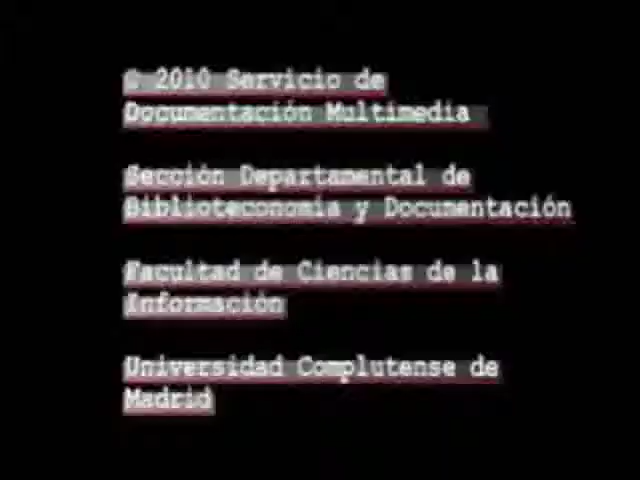 © 2010 Servicio de
Documentación Multimedia
Sección Departamental de
Biblioteconomía y Documentación
Facultad de Ciencias de la
Información
Universidad Complutense de
Madrid